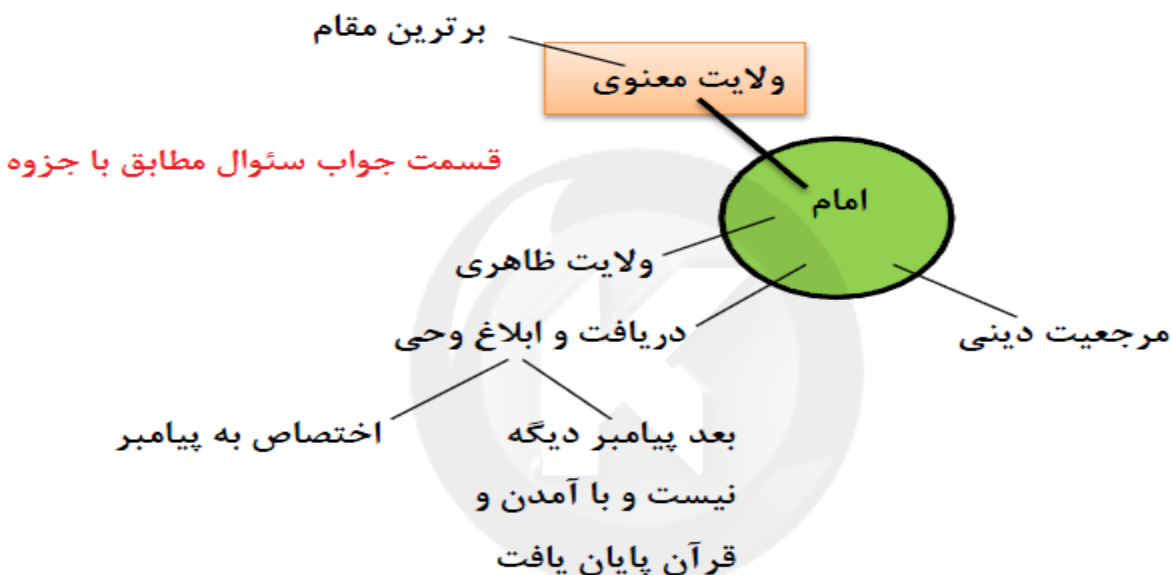 برترین مقام
ولایت معنوی
قسمت جواب سئوال مطابق با جزوه
امام
ولایت ظاهری
دریافت و ابلاغ وحی
مرجعیت دینی
بعد پیامبر دیگه
اختصاص به پیامبر
نیست و با آمدن و
قرآن پایان یافت